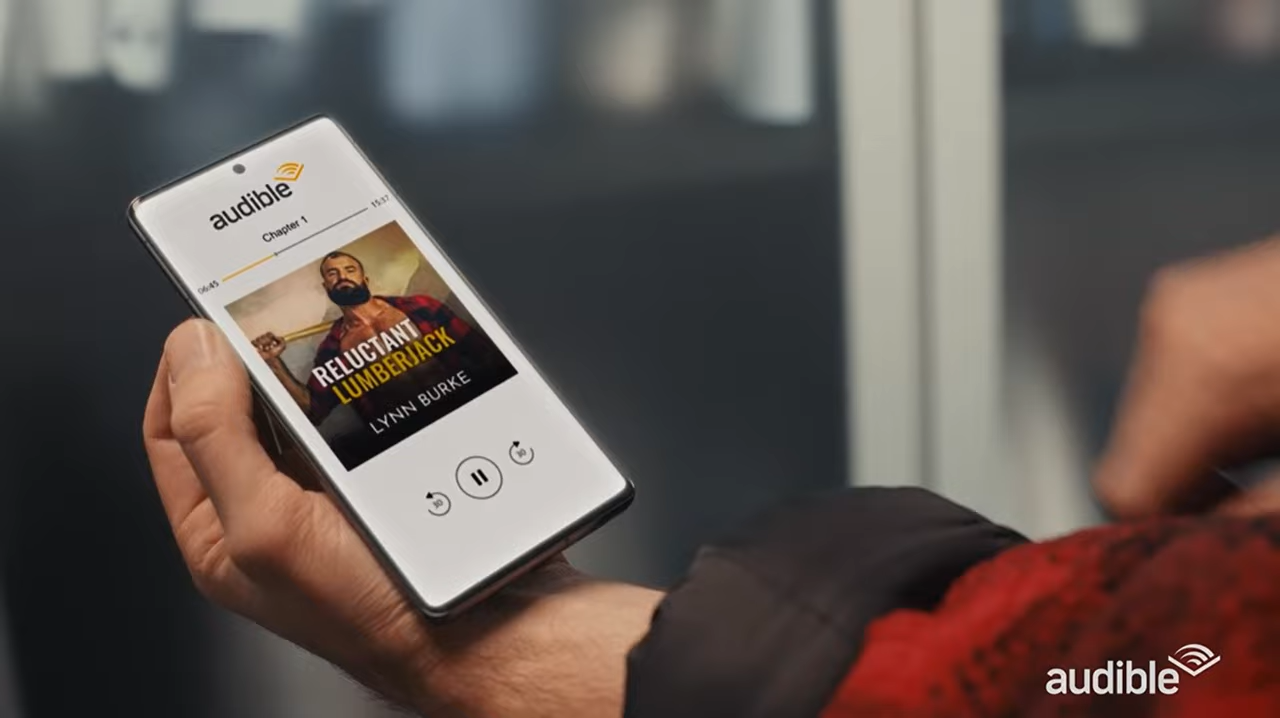 audible
Chapter 1
06:45
15:37
RELUCTANT
LUMBERJACK
LYNN BURKE
30
30
audible